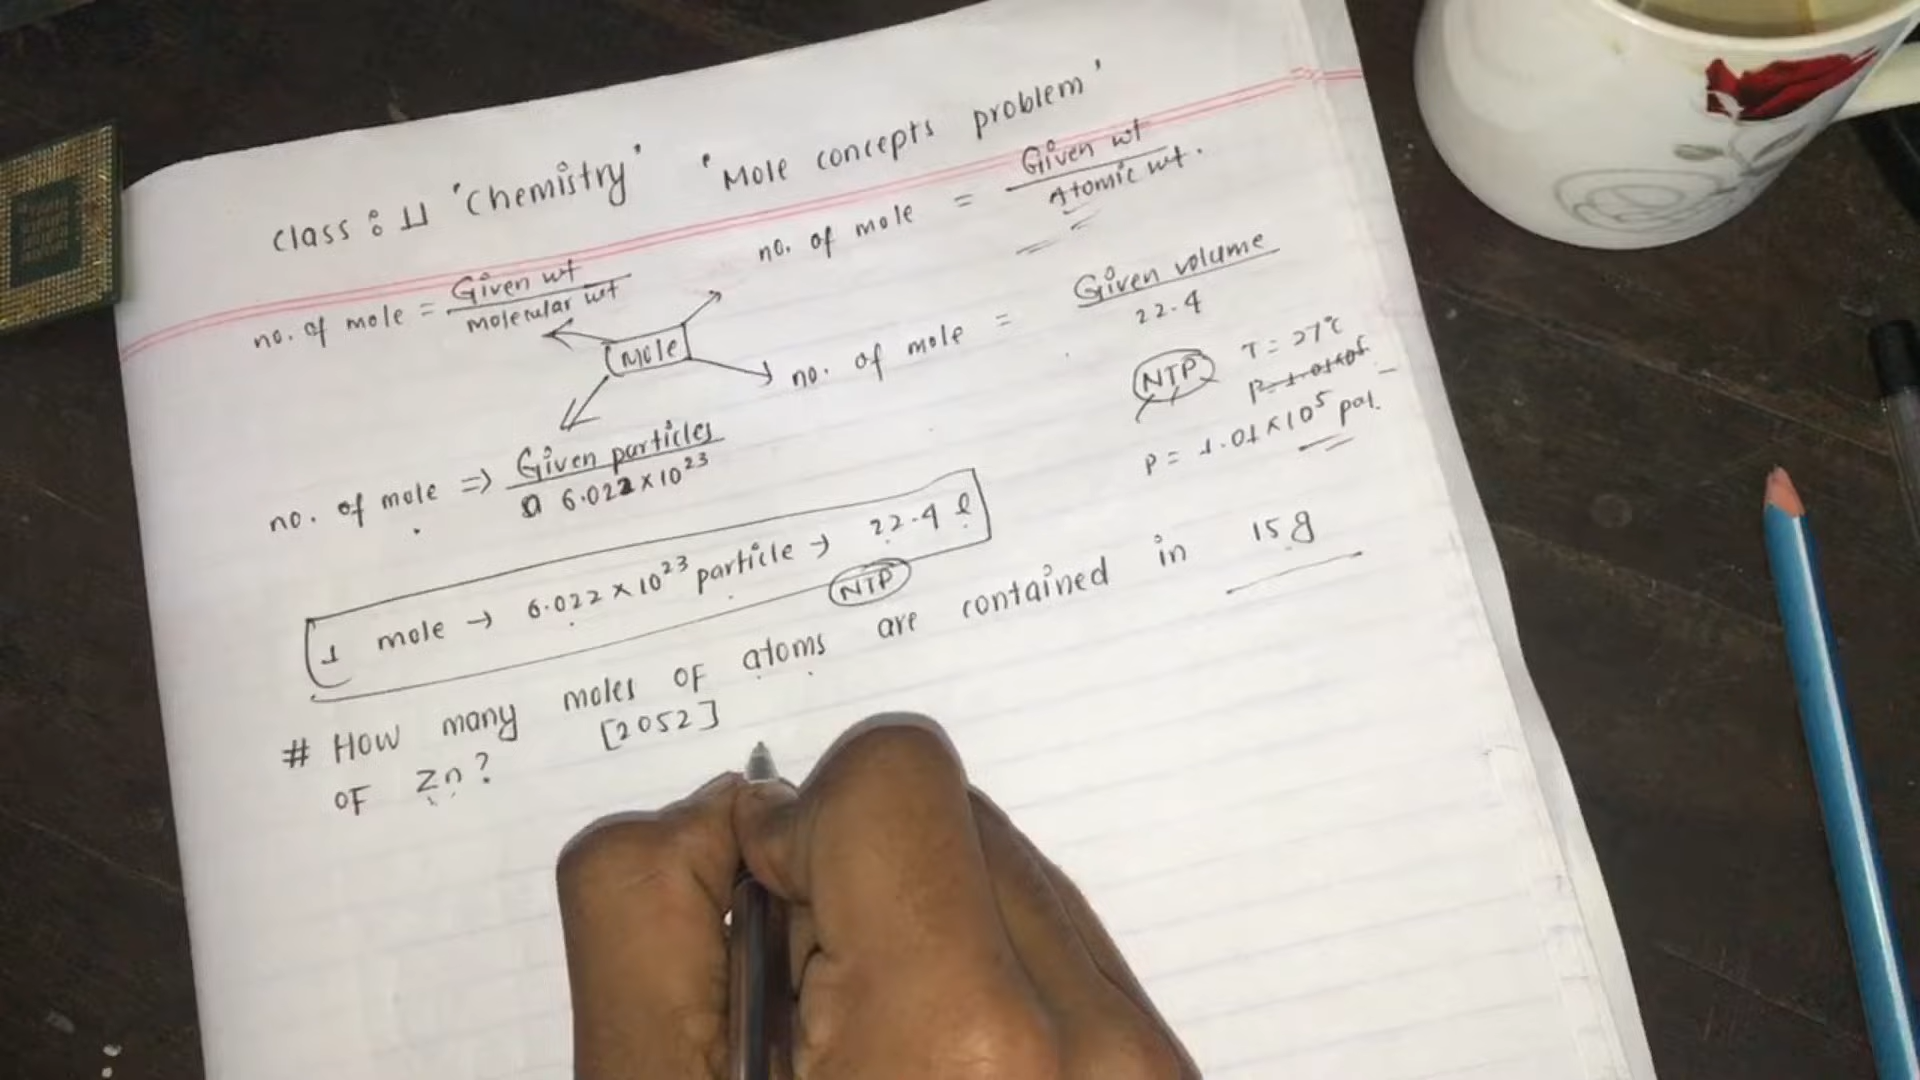 class : 11 'Chemistry' 'Mole concepts problem'
no. of mole = Given wt / Atomic wt.
no. of mole = Given wt / molecular wt
Mole
no. of mole = Given volume / 22.4
NTP T = 27°C
P = 1.01×10⁵ pal.
no. of mole => Given particles / 6.022×10²³
1 mole → 6.022×10²³ particle → 22.4 l
NTP
# How many moles of atoms are contained in 15g
of Zn? [2052]